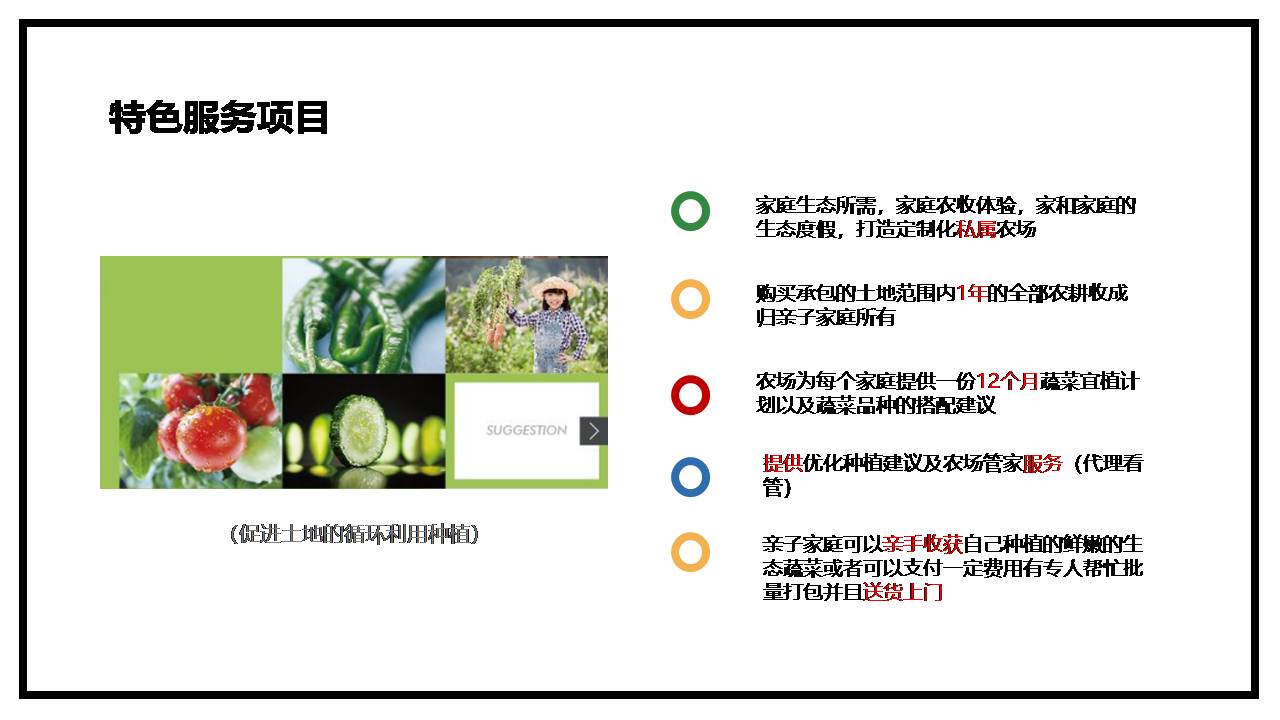 特色服务项目
SUGGESTION
（促进土地的循环利用种植）
家庭生态所需，家庭农收体验，家和家庭的
生态度假，打造定制化私属农场
购买承包的土地范围内1年的全部农耕收成
归亲子家庭所有
农场为每个家庭提供一份12个月蔬菜宜植计
划以及蔬菜品种的搭配建议
提供优化种植建议及农场管家服务（代理看
管）
亲子家庭可以亲手收获自己种植的鲜嫩的生
态蔬菜或者可以支付一定费用有专人帮忙批
量打包并且送货上门